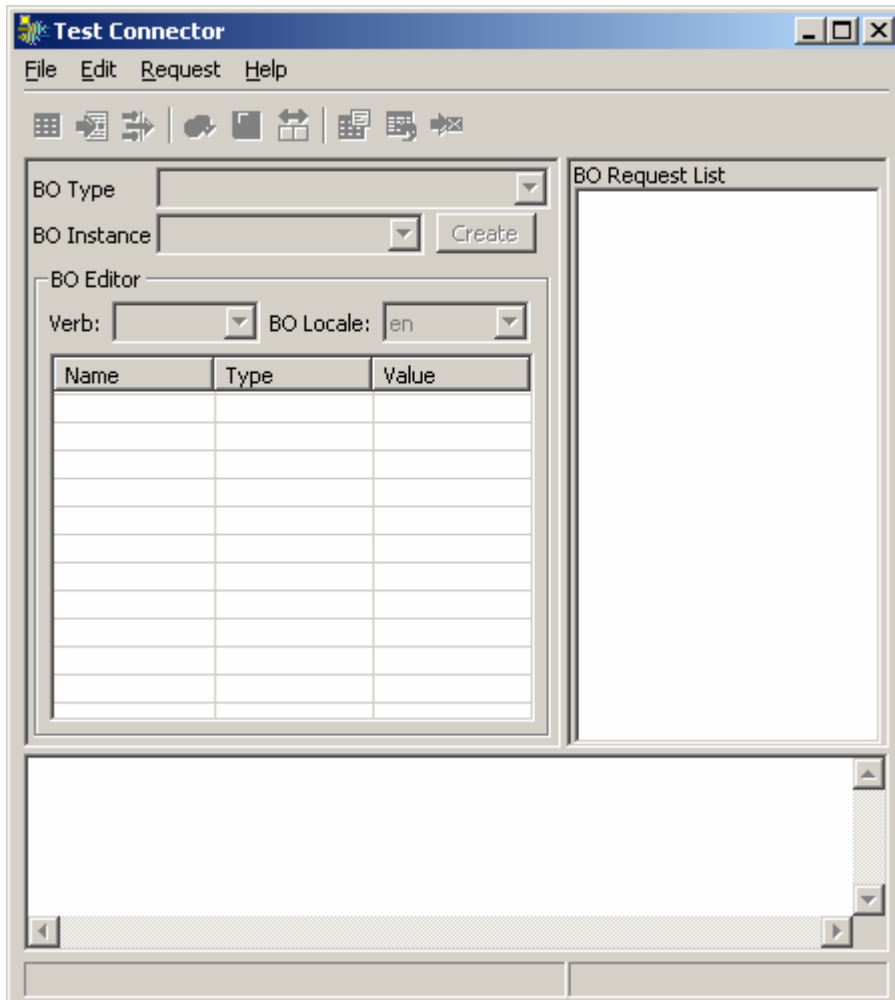 Test Connector
File Edit Request Help
BO Type
BO Instance Create
BO Editor
Verb: BO Locale: en
Name Type Value
BO Request List